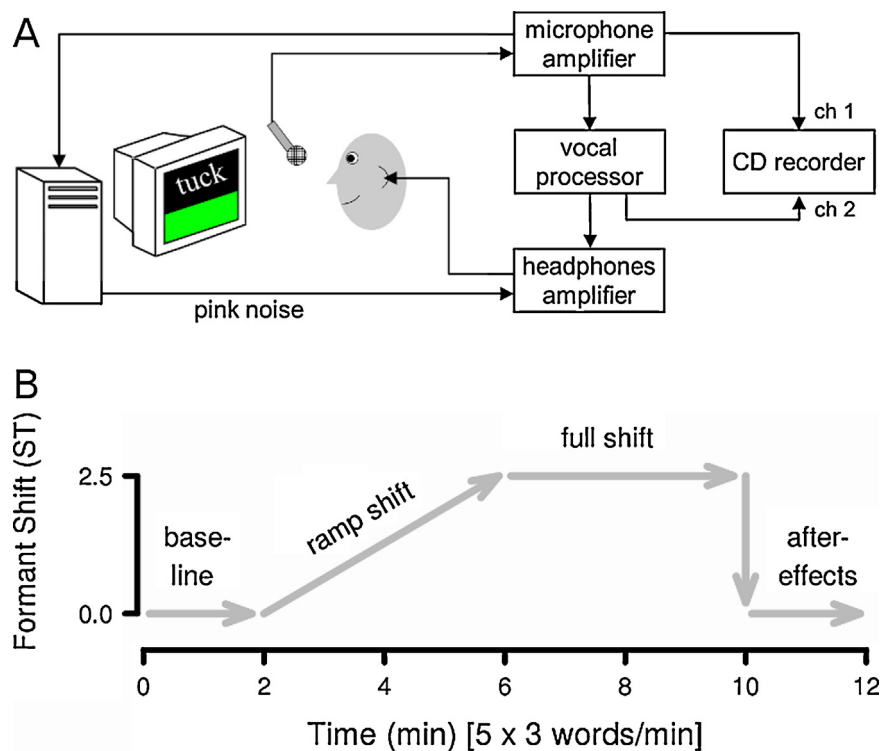 A
microphone
amplifier
ch 1
tuck
vocal
processor
CD recorder
ch 2
headphones
amplifier
pink noise
B
Formant Shift (ST)
2.5
0.0
base-
line
ramp shift
full shift
after-
effects
0 2 4 6 8 10 12
Time (min) [5 x 3 words/min]